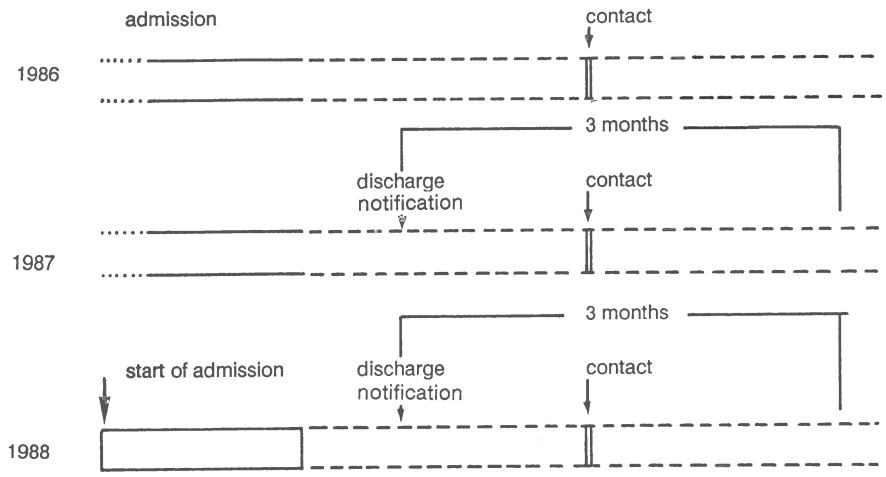 admission
contact
1986
3 months
discharge
notification
contact
1987
3 months
start of admission
discharge
notification
contact
1988